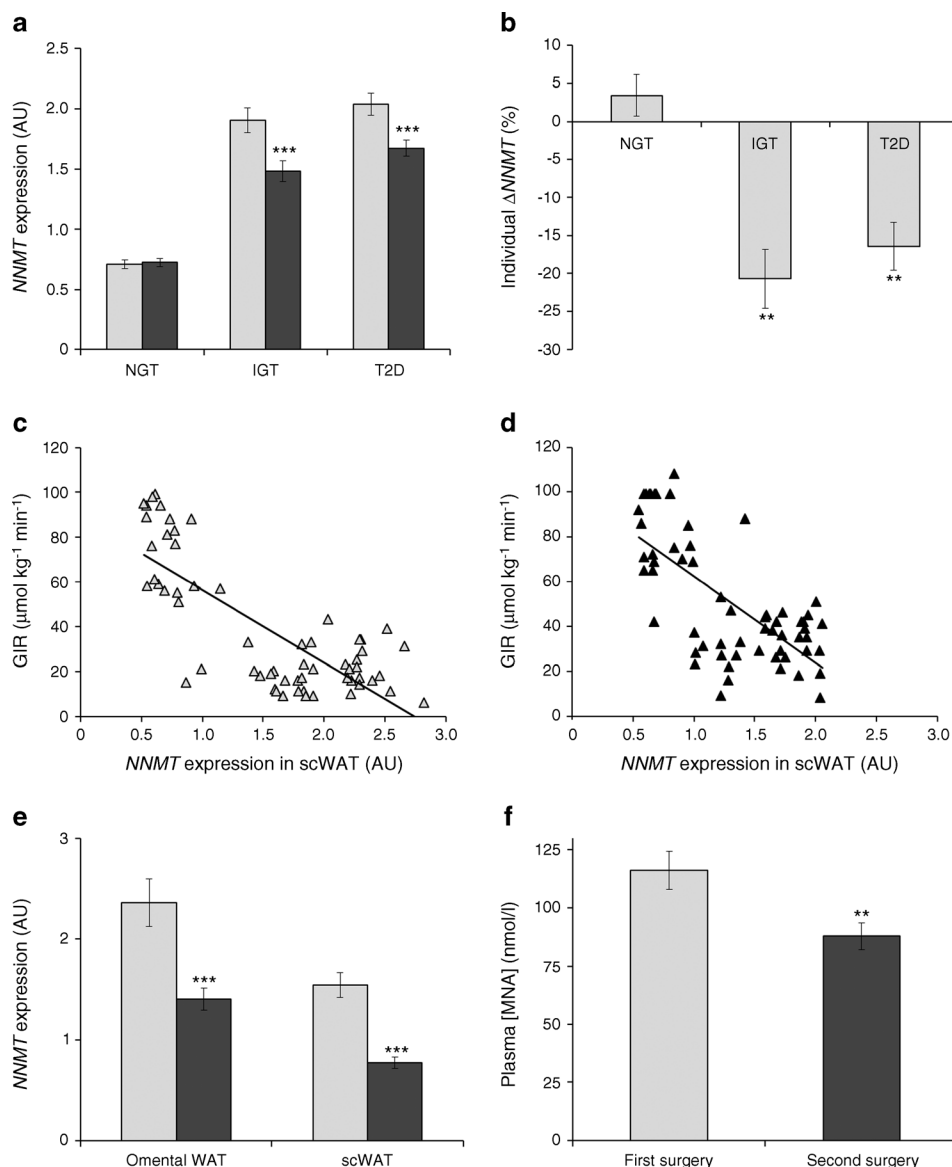 a
2.5
2.0
1.5
1.0
0.5
0
NNMT expression (AU)
***
***
NGT IGT T2D
b
10
5
0
-5
-10
-15
-20
-25
-30
Individual ΔNNMT (%)
NGT IGT T2D
**
**
c
120
100
80
60
40
20
0
GIR (μmol kg⁻¹ min⁻¹)
0 0.5 1.0 1.5 2.0 2.5 3.0
NNMT expression in scWAT (AU)
d
120
100
80
60
40
20
0
GIR (μmol kg⁻¹ min⁻¹)
0 0.5 1.0 1.5 2.0 2.5 3.0
NNMT expression in scWAT (AU)
e
3
2
1
0
NNMT expression (AU)
***
***
Omental WAT scWAT
f
125
100
75
50
25
0
Plasma [MNA] (nmol/l)
**
First surgery Second surgery